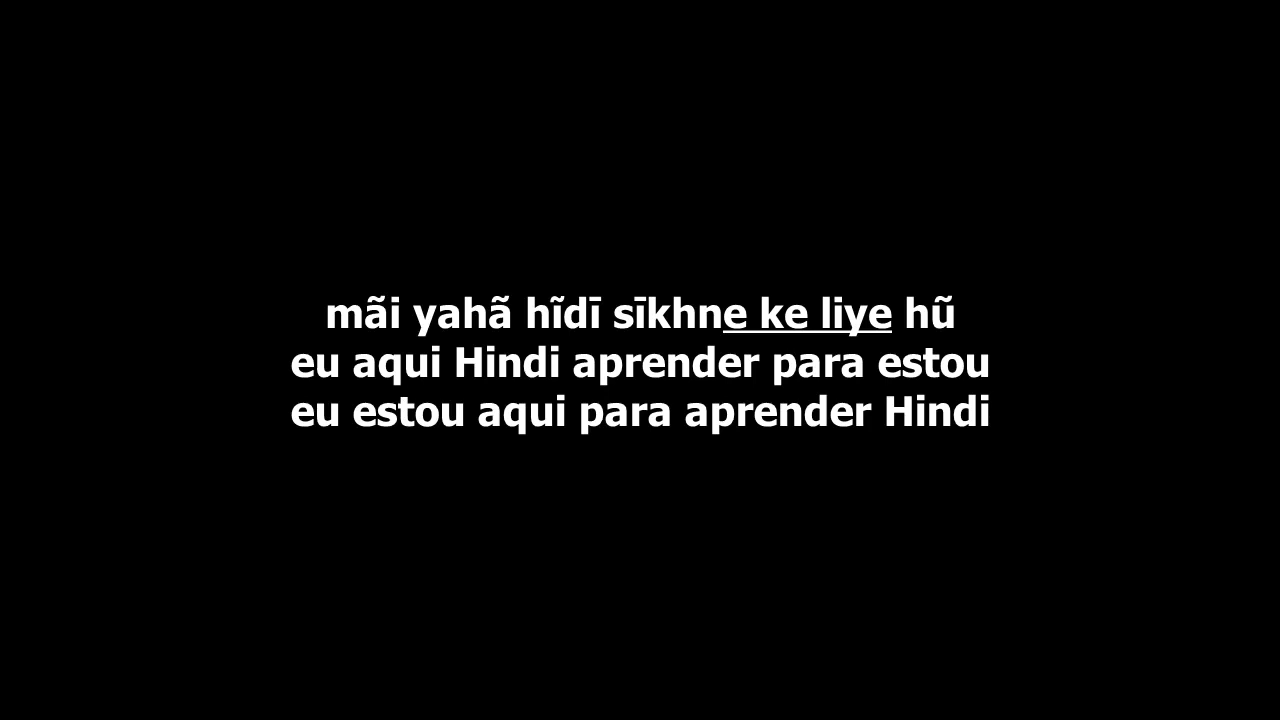 mãi yahã hĩdī sīkhne ke liye hũ
eu aqui Hindi aprender para estou
eu estou aqui para aprender Hindi